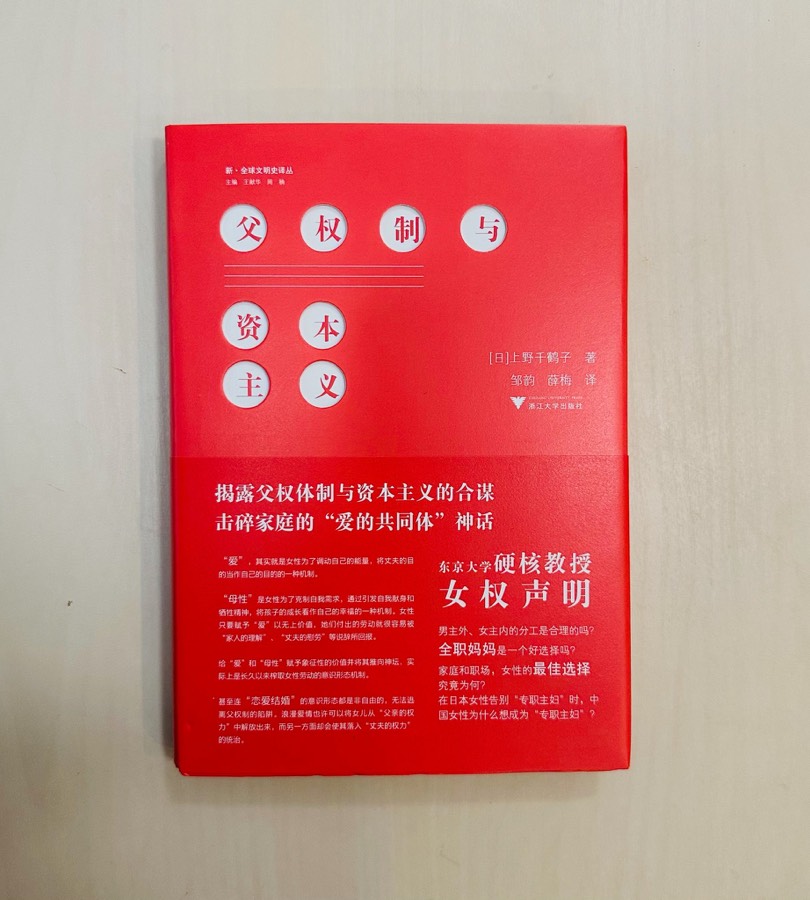 新、全球文明史译丛
主编 王献华 周 楠
父权制与
资本
主义
[日]上野千鹤子 著
邹韵 薛梅 译
ZHEJIANG UNIVERSITY PRESS
浙江大学出版社
揭露父权体制与资本主义的合谋
击碎家庭的“爱的共同体”神话
“爱”，其实就是女性为了调动自己的能量，将丈夫的目
的当作自己的目的的一种机制。
“母性”是女性为了克制自我需求，通过引发自我献身和
牺牲精神，将孩子的成长看作自己的幸福的一种机制。女性
只要赋予“爱”以无上价值，她们付出的劳动就很容易被
“家人的理解”、“丈夫的慰劳”等说辞所回报。
给“爱”和“母性”赋予象征性的价值并将其推向神坛，实
际上是长久以来榨取女性劳动的意识形态机制。
甚至连“恋爱结婚”的意识形态都是非自由的，无法逃
离父权制的陷阱。浪漫爱情也许可以将女儿从“父亲的权
力”中解放出来，而另一方面却会使其落入“丈夫的权力”
的统治。
东京大学硬核教授
女权声明
男主外、女主内的分工是合理的吗？
全职妈妈是一个好选择吗？
家庭和职场，女性的最佳选择
究竟为何？
在日本女性告别“专职主妇”时，中
国女性为什么想成为“专职主妇”？